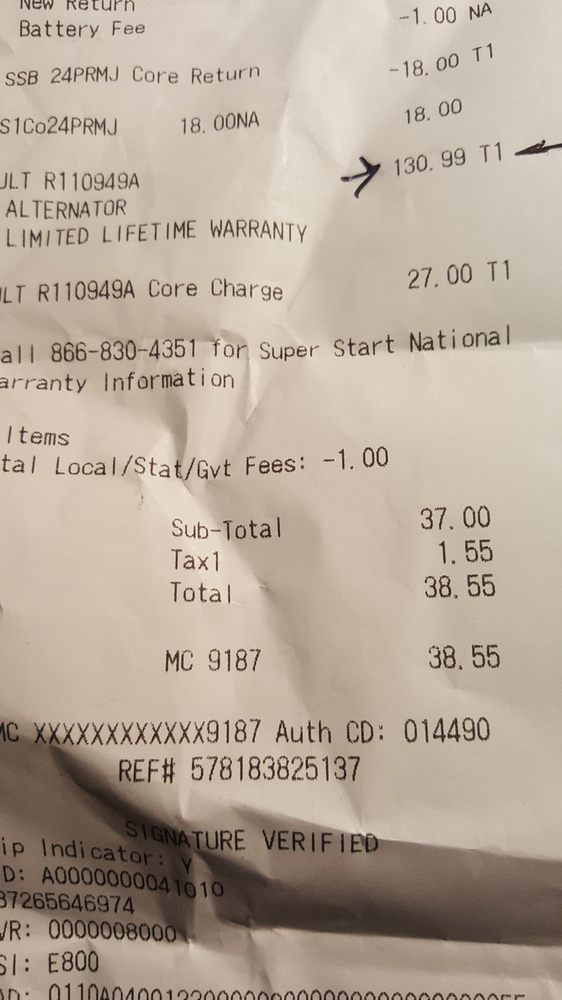 New Return
Battery Fee -1.00 NA
SSB 24PRMJ Core Return -18.00 T1
S1Co24PRMJ 18.00NA 18.00
ULT R110949A 130.99 T1
ALTERNATOR
LIMITED LIFETIME WARRANTY
LT R110949A Core Charge 27.00 T1
all 866-830-4351 for Super Start National
arranty Information
Items
tal Local/Stat/Gvt Fees: -1.00
Sub-Total 37.00
Tax1 1.55
Total 38.55
MC 9187 38.55
MC XXXXXXXXXXXX9187 Auth CD: 014490
REF# 578183825137
SIGNATURE VERIFIED
ip Indicator: Y
D: A0000000041010
37265646974
VR: 0000008000
SI: E800